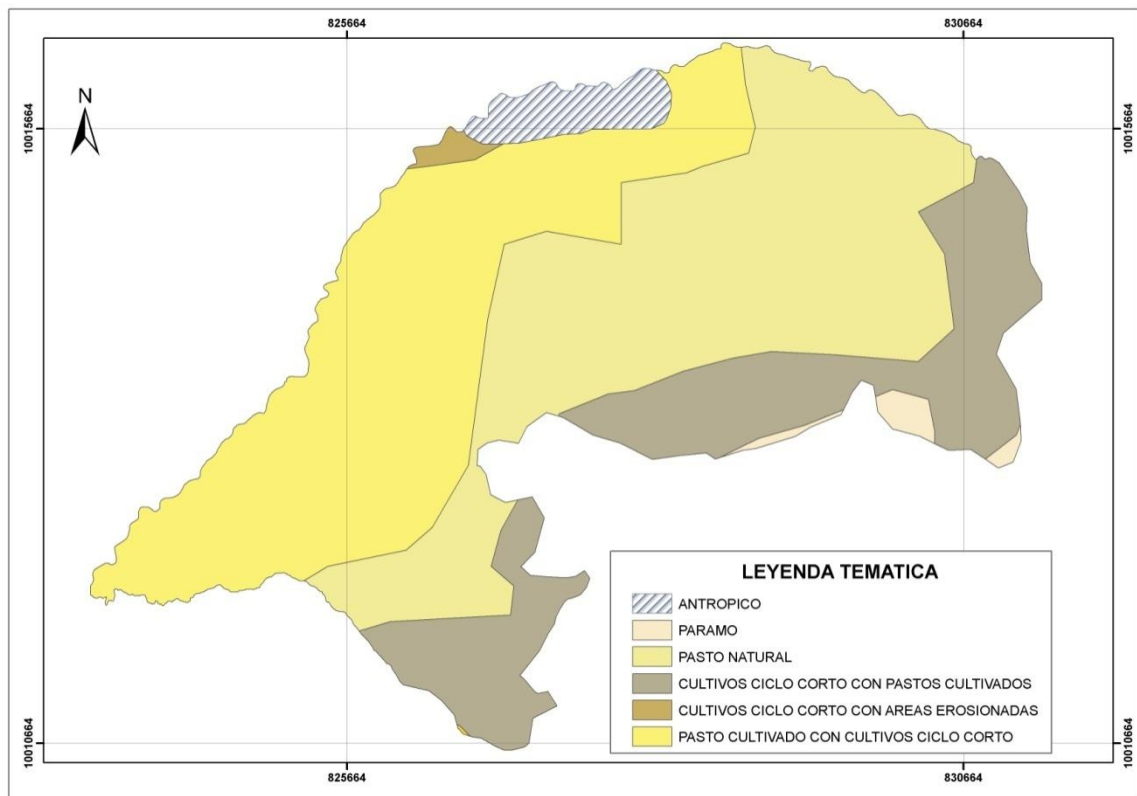 825664
830664
N
10015664
10015664
LEYENDA TEMATICA
ANTROPICO
PARAMO
PASTO NATURAL
CULTIVOS CICLO CORTO CON PASTOS CULTIVADOS
CULTIVOS CICLO CORTO CON AREAS EROSIONADAS
PASTO CULTIVADO CON CULTIVOS CICLO CORTO
10010664
10010664
825664
830664